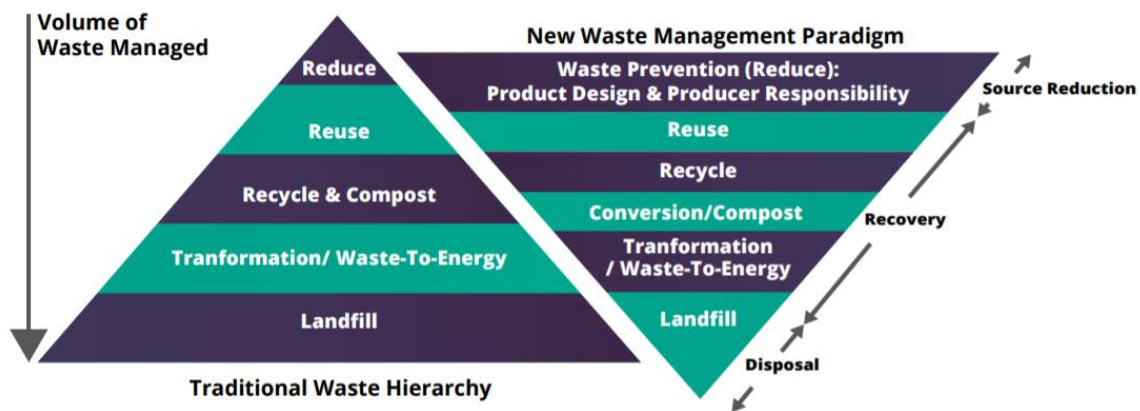 Volume of
Waste Managed
Reduce
Reuse
Recycle & Compost
Tranformation/ Waste-To-Energy
Landfill
Traditional Waste Hierarchy
New Waste Management Paradigm
Waste Prevention (Reduce):
Product Design & Producer Responsibility
Reuse
Recycle
Conversion/Compost
Tranformation
/ Waste-To-Energy
Landfill
Source Reduction
Recovery
Disposal